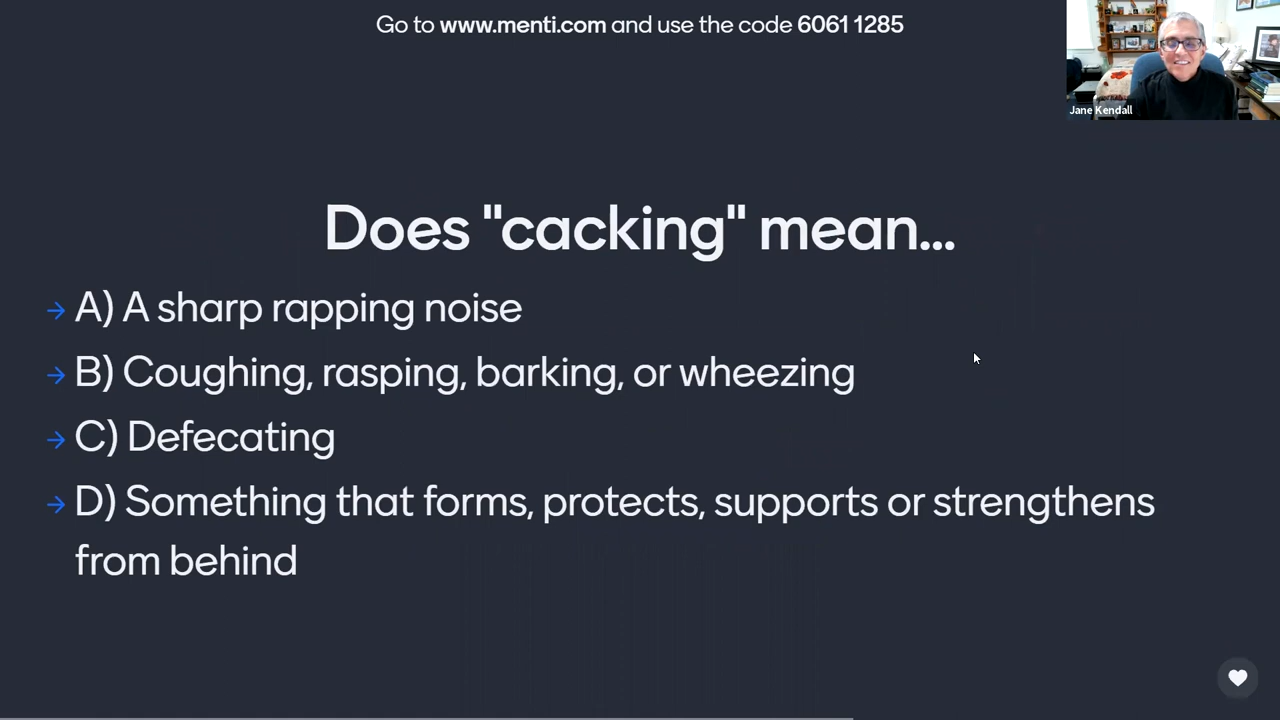 Go to www.menti.com and use the code 6061 1285
Jane Kendall
Does "cacking" mean...
→ A) A sharp rapping noise
→ B) Coughing, rasping, barking, or wheezing
→ C) Defecating
→ D) Something that forms, protects, supports or strengthens
from behind